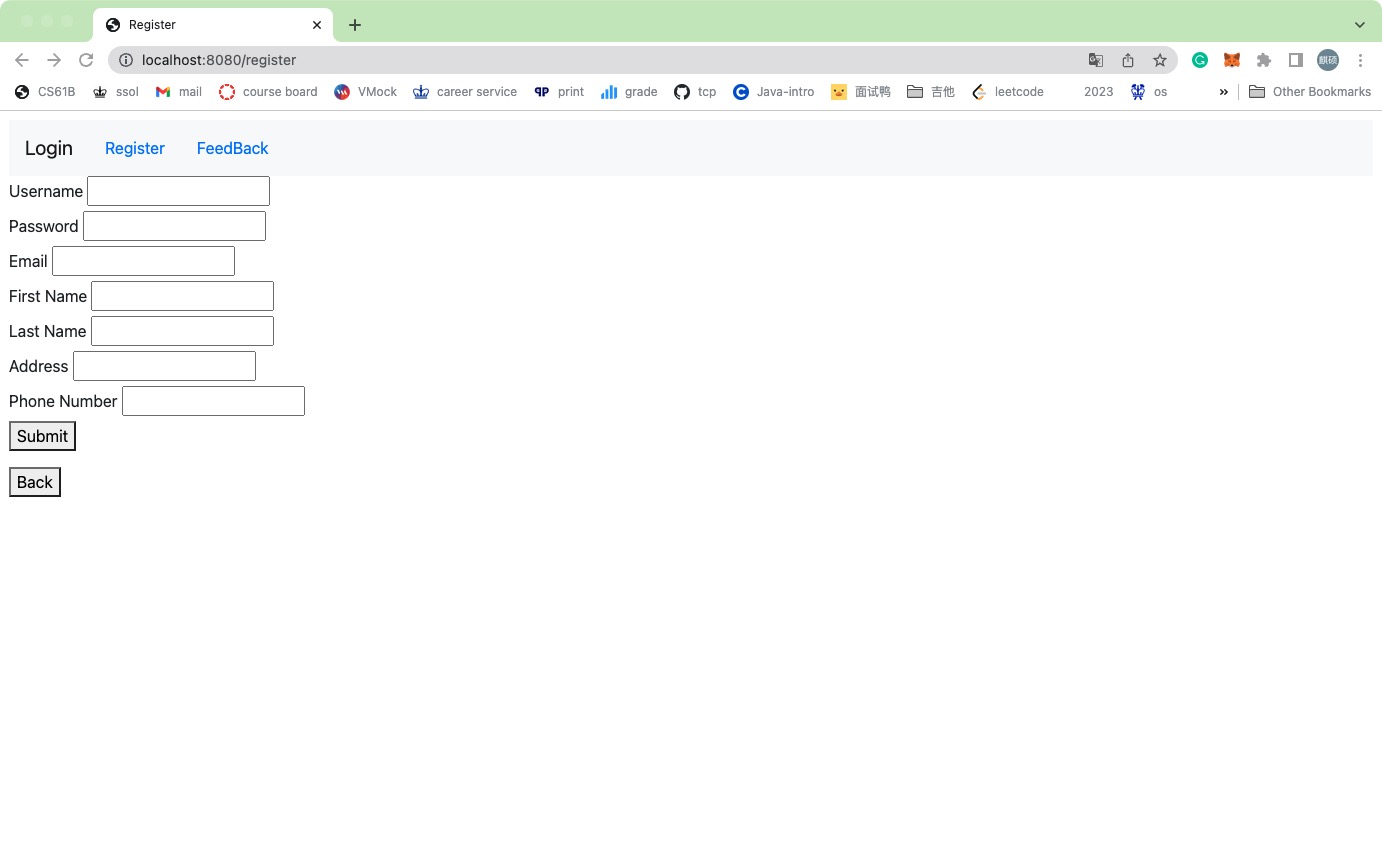 Register
localhost:8080/register
麒硕
CS61B ssol mail course board VMock career service print grade tcp Java-intro 面试鸭 吉他 leetcode 2023 os » Other Bookmarks
Login Register FeedBack
Username
Password
Email
First Name
Last Name
Address
Phone Number
Submit
Back